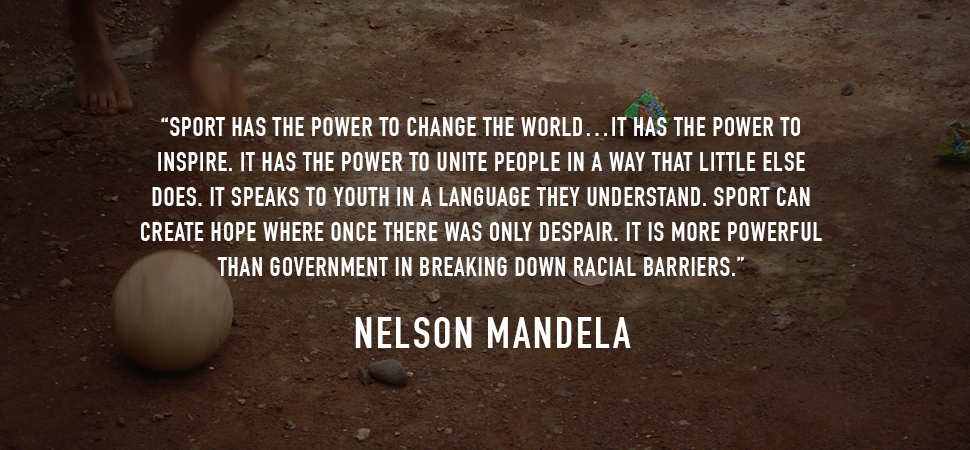 “SPORT HAS THE POWER TO CHANGE THE WORLD...IT HAS THE POWER TO
INSPIRE. IT HAS THE POWER TO UNITE PEOPLE IN A WAY THAT LITTLE ELSE
DOES. IT SPEAKS TO YOUTH IN A LANGUAGE THEY UNDERSTAND. SPORT CAN
CREATE HOPE WHERE ONCE THERE WAS ONLY DESPAIR. IT IS MORE POWERFUL
THAN GOVERNMENT IN BREAKING DOWN RACIAL BARRIERS.”
NELSON MANDELA